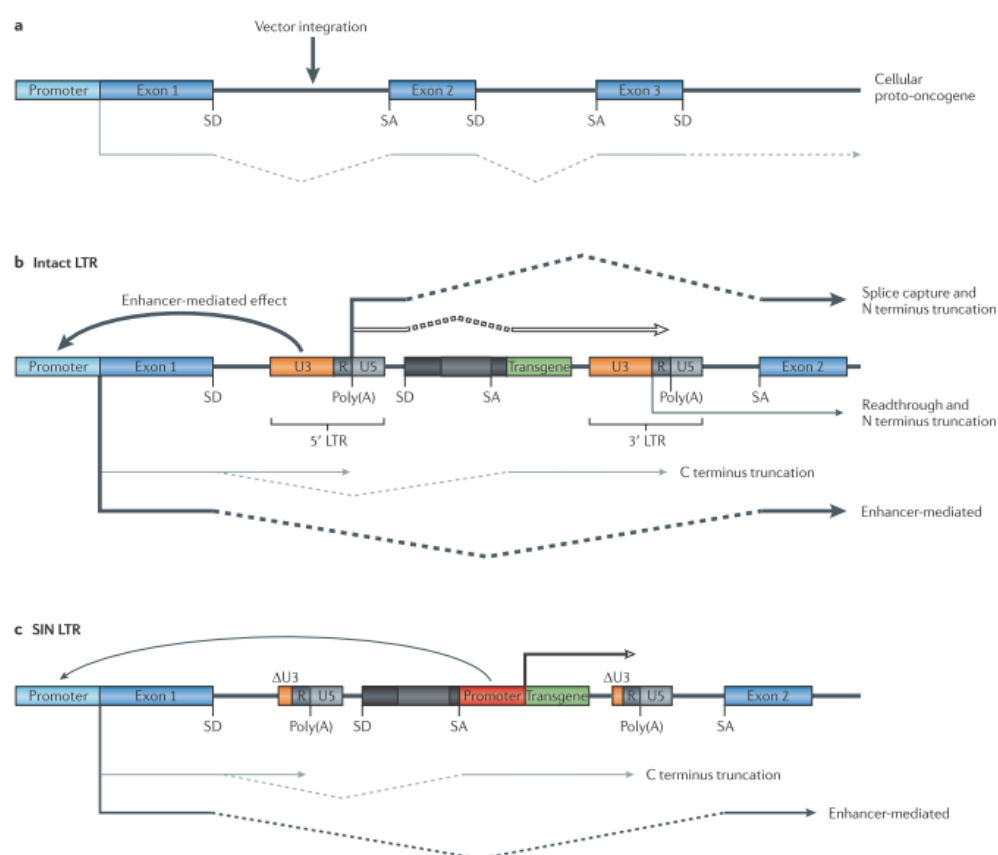 a
Vector integration
Promoter Exon 1 Exon 2 Exon 3
Cellular
proto-oncogene
SD SA SD SA SD
b Intact LTR
Enhancer-mediated effect
Splice capture and
N terminus truncation
Promoter Exon 1 U3 R U5 Transgene U3 R U5 Exon 2
SD Poly(A) SD SA Poly(A) SA
Readthrough and
N terminus truncation
5′ LTR 3′ LTR
C terminus truncation
Enhancer-mediated
c SIN LTR
ΔU3 ΔU3
Promoter Exon 1 R U5 Promoter Transgene R U5 Exon 2
SD Poly(A) SD SA Poly(A) SA
C terminus truncation
Enhancer-mediated